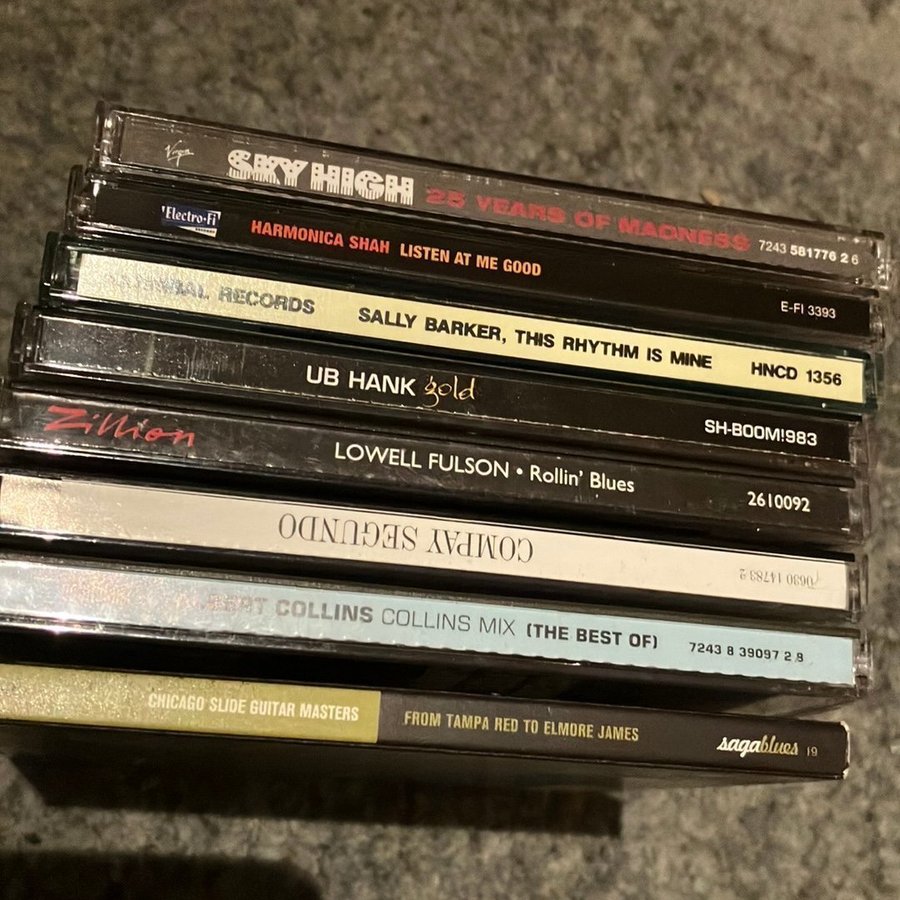 Virgin SKY HIGH 25 YEARS OF MADNESS 7243 581776 2 6
'Electro-Fi' RECORDS HARMONICA SHAH LISTEN AT ME GOOD E-FI 3393
RECORDS SALLY BARKER, THIS RHYTHM IS MINE HNCD 1356
UB HANK gold SH-BOOM!983
Zillion LOWELL FULSON • Rollin' Blues 2610092
COMPAY SEGUNDO 0630 14783-2
COLLINS COLLINS MIX (THE BEST OF) 7243 8 39097 2 8
CHICAGO SLIDE GUITAR MASTERS FROM TAMPA RED TO ELMORE JAMES sagablues 19